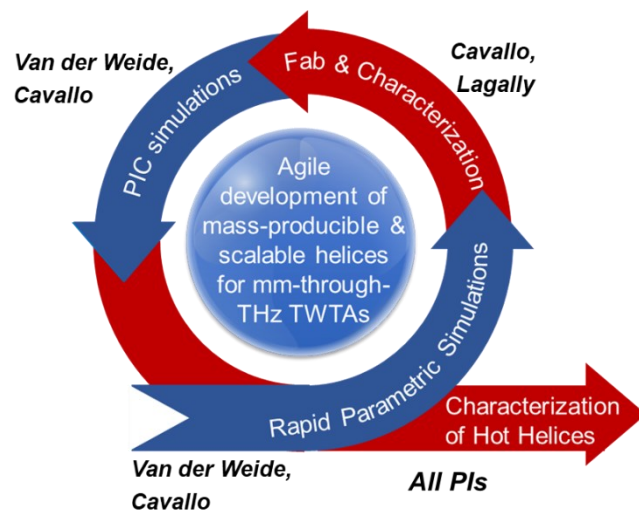 Van der Weide,
Cavallo
Fab & Characterization
Cavallo,
Lagally
PIC simulations
Agile
development of
mass-producible &
scalable helices
for mm-through-
THz TWTAs
Rapid Parametric Simulations
Characterization
of Hot Helices
Van der Weide,
Cavallo
All PIs